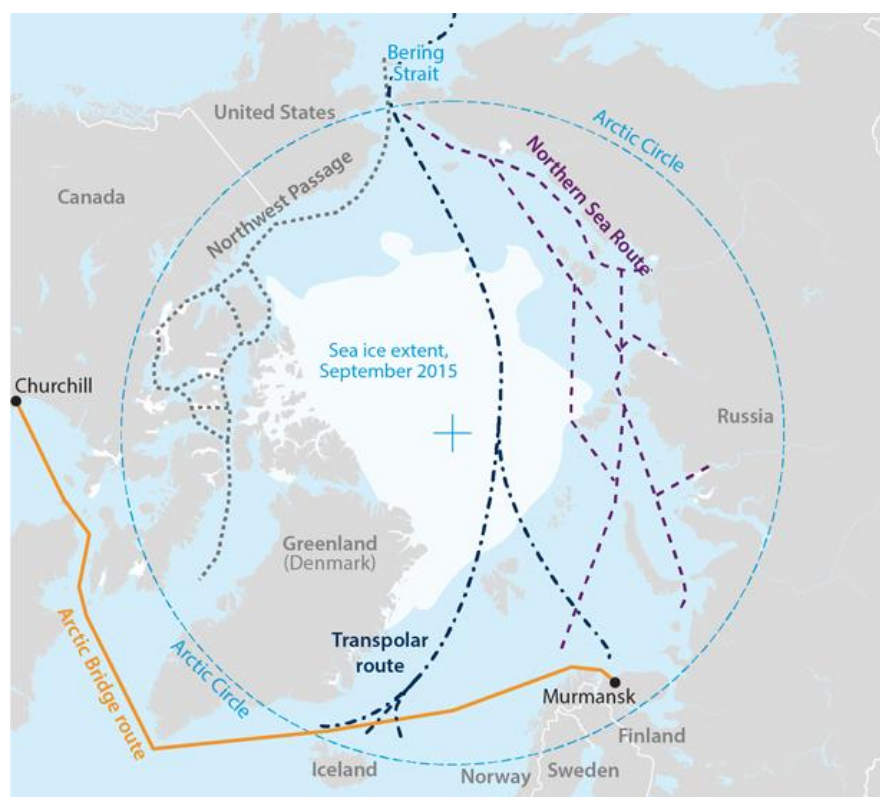 Bering
Strait
United States
Arctic Circle
Northwest Passage
Northern Sea Route
Canada
Sea ice extent,
September 2015
Churchill
Russia
Greenland
(Denmark)
Transpolar
route
Arctic Bridge route
Arctic Circle
Murmansk
Finland
Iceland
Norway
Sweden